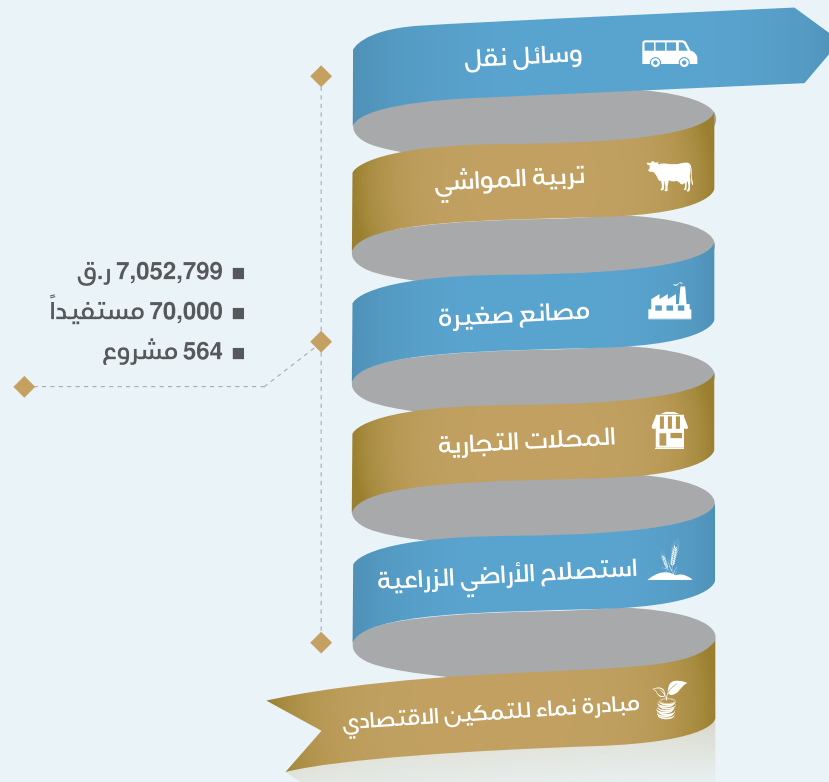 وسائل نقل
تربية المواشي
مصانع صغيرة
المحلات التجارية
استصلاح الأراضي الزراعية
مبادرة نماء للتمكين الاقتصادي
7,052,799 ر.ق
70,000 مستفيداً
564 مشروع